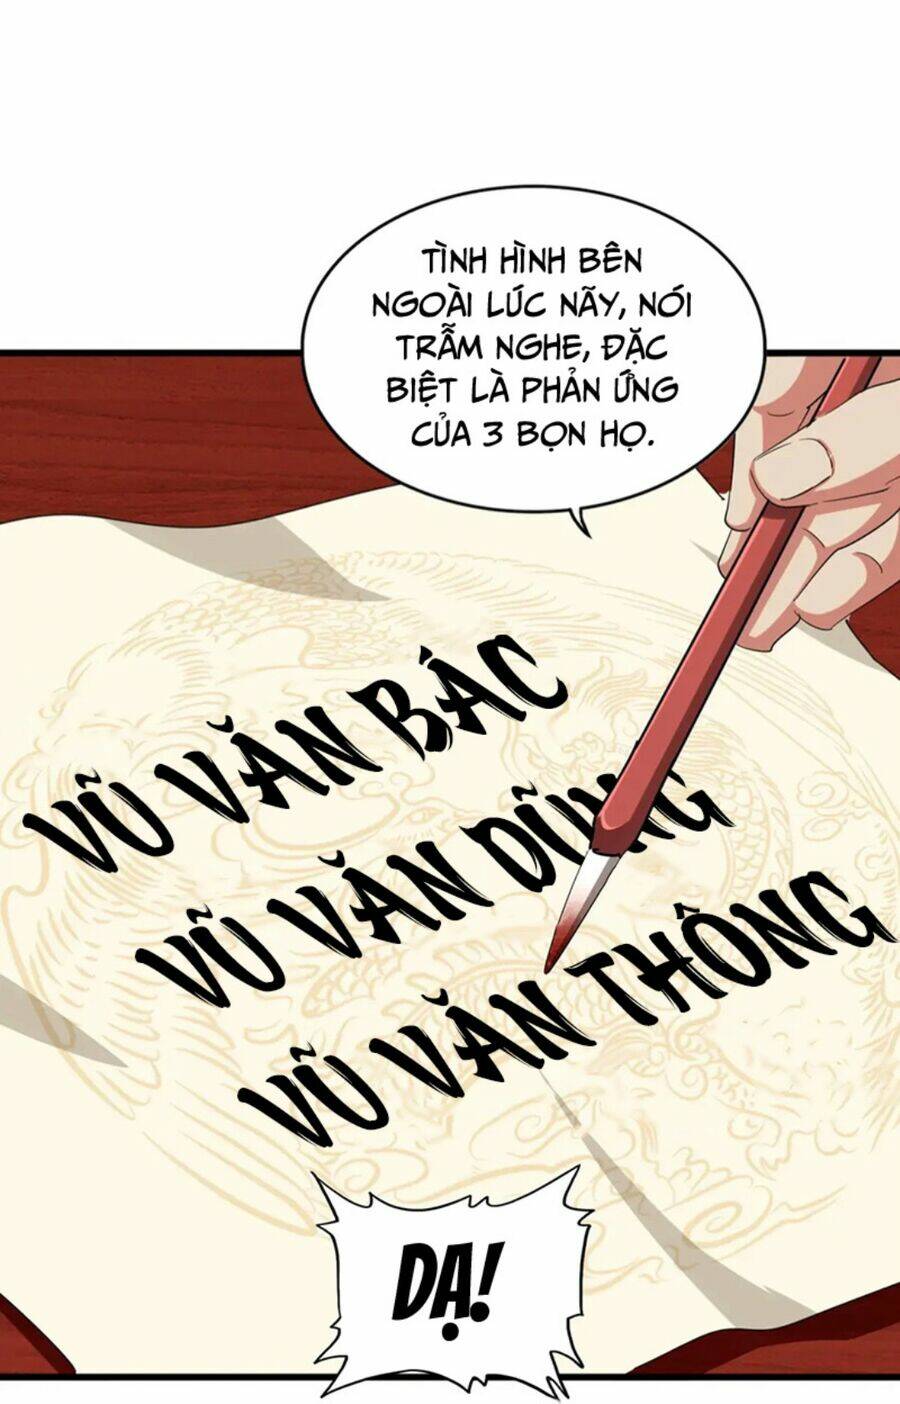 TÌNH HÌNH BÊN
NGOÀI LÚC NÃY, NÓI
TRẪM NGHE, ĐẶC
BIỆT LÀ PHẢN ỨNG
CỦA 3 BỌN HỌ.
VŨ VĂN BÁC
VŨ VĂN DŨNG
VŨ VĂN THÔNG
DẠ!